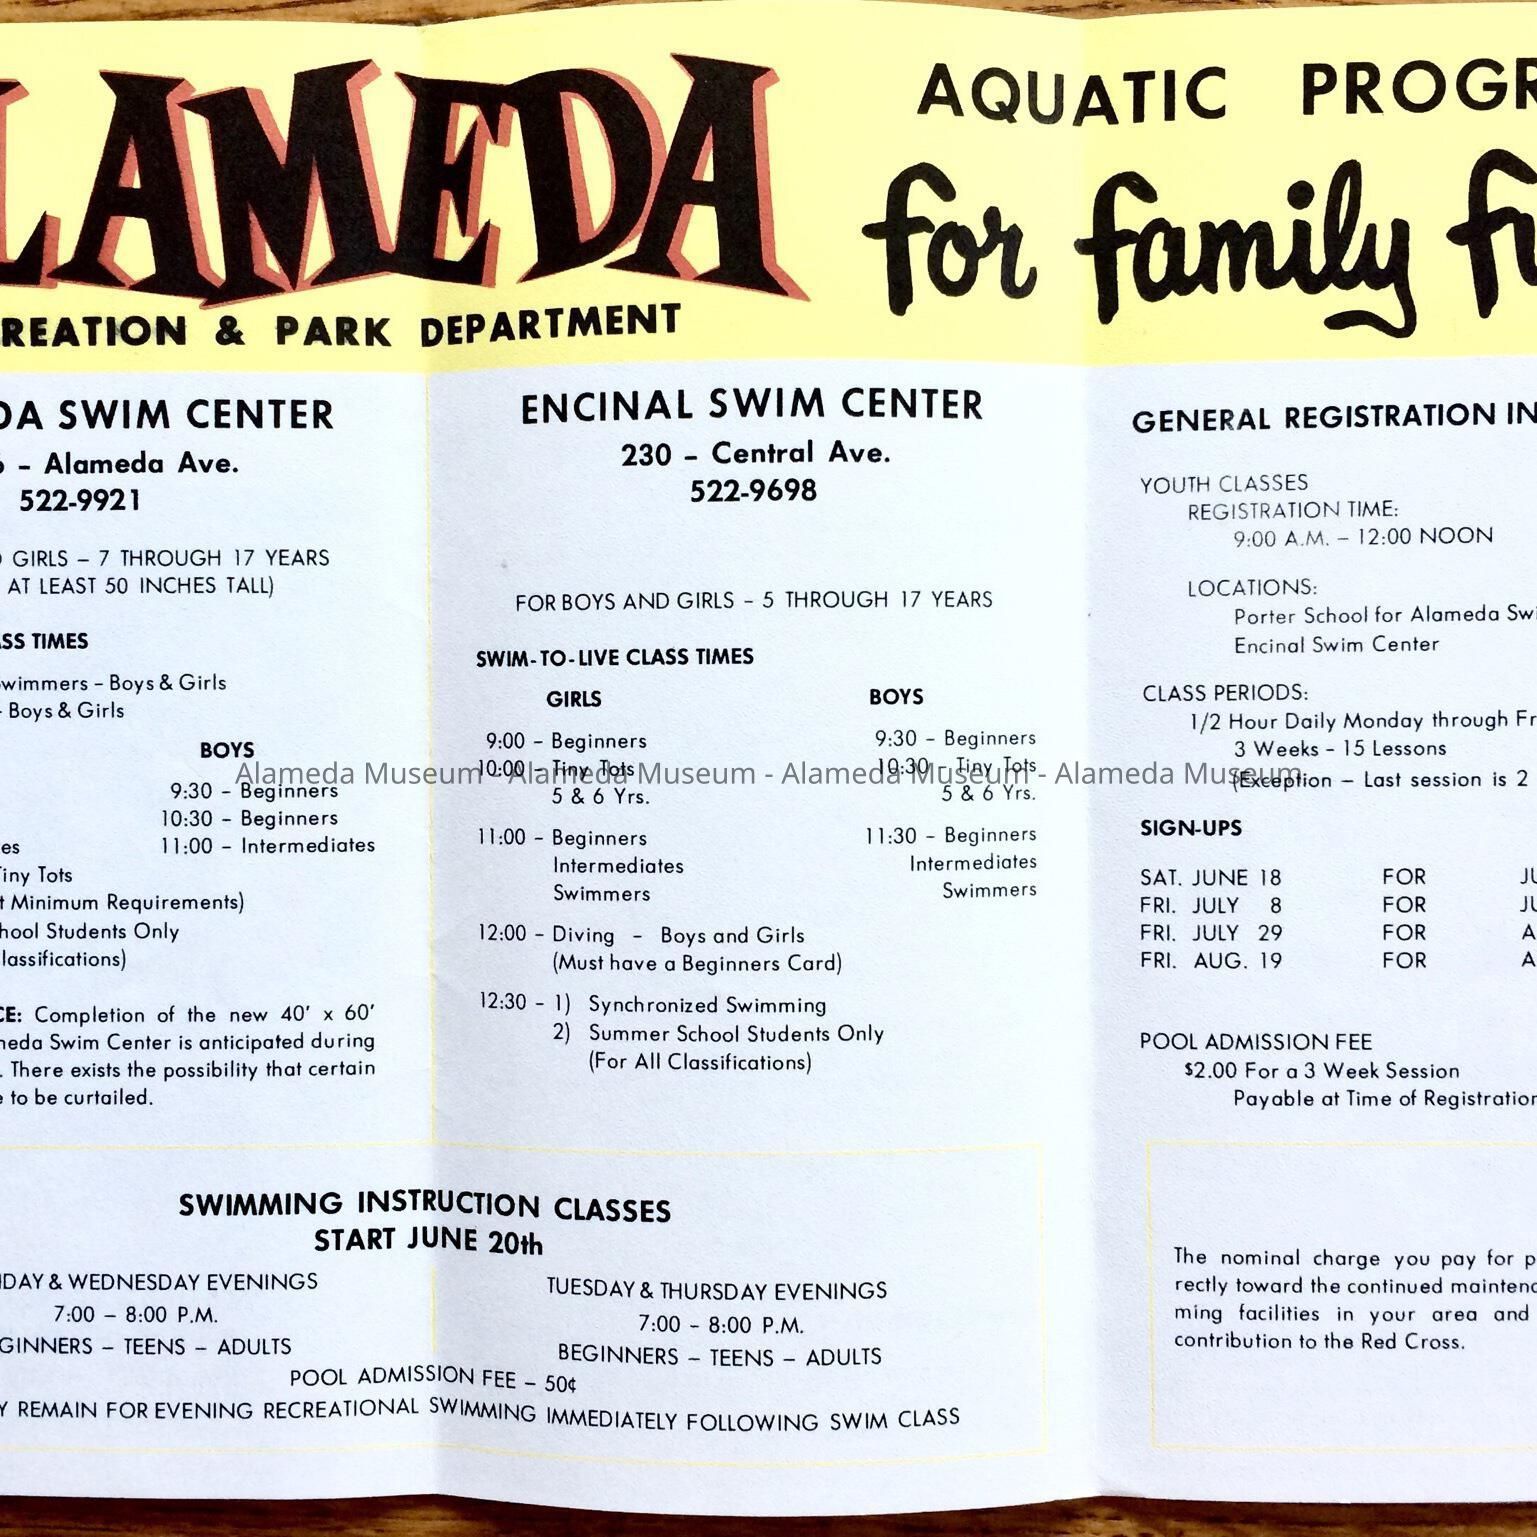 LAMEDA
REATION & PARK DEPARTMENT
AQUATIC PROGR
for family fu
DA SWIM CENTER
– Alameda Ave.
522-9921
GIRLS – 7 THROUGH 17 YEARS
AT LEAST 50 INCHES TALL)
SS TIMES
wimmers – Boys & Girls
- Boys & Girls
BOYS
9:30 – Beginners
10:30 – Beginners
es 11:00 – Intermediates
Tiny Tots
t Minimum Requirements)
hool Students Only
lassifications)
CE: Completion of the new 40' x 60'
meda Swim Center is anticipated during
. There exists the possibility that certain
e to be curtailed.
ENCINAL SWIM CENTER
230 – Central Ave.
522-9698
FOR BOYS AND GIRLS – 5 THROUGH 17 YEARS
SWIM-TO-LIVE CLASS TIMES
GIRLS BOYS
9:00 – Beginners 9:30 – Beginners
10:00 – Tiny Tots 10:30 – Tiny Tots
5 & 6 Yrs. 5 & 6 Yrs.
11:00 – Beginners 11:30 – Beginners
Intermediates Intermediates
Swimmers Swimmers
12:00 – Diving – Boys and Girls
(Must have a Beginners Card)
12:30 – 1) Synchronized Swimming
2) Summer School Students Only
(For All Classifications)
GENERAL REGISTRATION IN
YOUTH CLASSES
REGISTRATION TIME:
9:00 A.M. – 12:00 NOON
LOCATIONS:
Porter School for Alameda Swi
Encinal Swim Center
CLASS PERIODS:
1/2 Hour Daily Monday through Fr
3 Weeks – 15 Lessons
(Exception – Last session is 2
SIGN-UPS
SAT. JUNE 18 FOR JU
FRI. JULY 8 FOR JU
FRI. JULY 29 FOR A
FRI. AUG. 19 FOR A
POOL ADMISSION FEE
$2.00 For a 3 Week Session
Payable at Time of Registration
Alameda Museum - Alameda Museum - Alameda Museum - Alameda Museum
SWIMMING INSTRUCTION CLASSES
START JUNE 20th
DAY & WEDNESDAY EVENINGS
7:00 – 8:00 P.M.
GINNERS – TEENS – ADULTS
TUESDAY & THURSDAY EVENINGS
7:00 – 8:00 P.M.
BEGINNERS – TEENS – ADULTS
POOL ADMISSION FEE – 50¢
Y REMAIN FOR EVENING RECREATIONAL SWIMMING IMMEDIATELY FOLLOWING SWIM CLASS
The nominal charge you pay for p
rectly toward the continued maintena
ming facilities in your area and
contribution to the Red Cross.